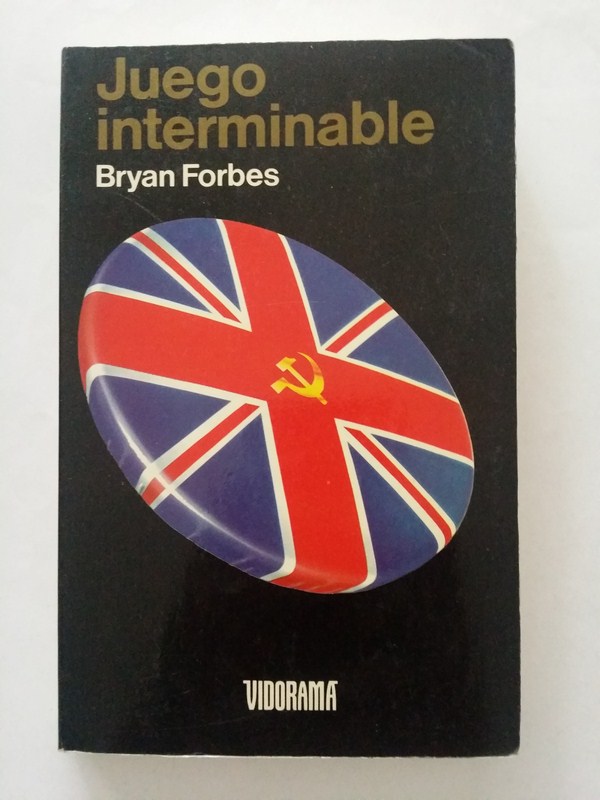 Juego
interminable
Bryan Forbes
VIDORAMA